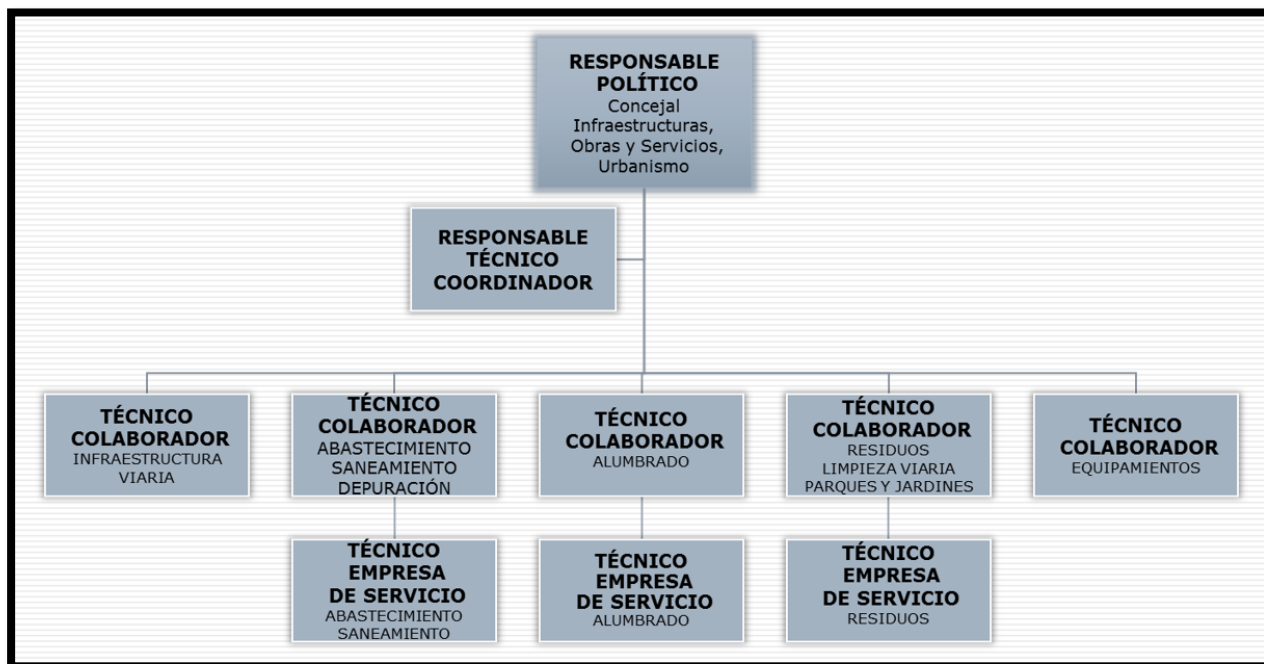 RESPONSABLE
POLÍTICO
Concejal
Infraestructuras,
Obras y Servicios,
Urbanismo
RESPONSABLE
TÉCNICO
COORDINADOR
TÉCNICO
COLABORADOR
INFRAESTRUCTURA
VIARIA
TÉCNICO
COLABORADOR
ABASTECIMIENTO
SANEAMIENTO
DEPURACIÓN
TÉCNICO
COLABORADOR
ALUMBRADO
TÉCNICO
COLABORADOR
RESIDUOS
LIMPIEZA VIARIA
PARQUES Y JARDINES
TÉCNICO
COLABORADOR
EQUIPAMIENTOS
TÉCNICO
EMPRESA
DE SERVICIO
ABASTECIMIENTO
SANEAMIENTO
TÉCNICO
EMPRESA
DE SERVICIO
ALUMBRADO
TÉCNICO
EMPRESA
DE SERVICIO
RESIDUOS